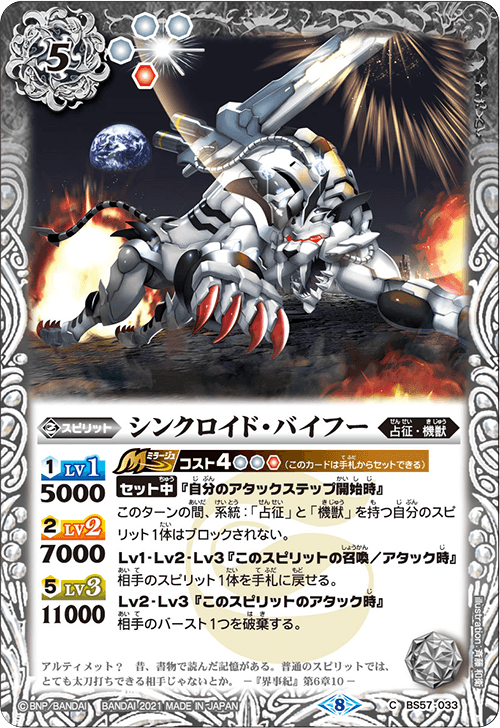 5
スピリット シンクロイド・バイフー 占征・機獣
ミラージュ コスト4 (このカードは手札からセットできる)
セット中『自分のアタックステップ開始時』
このターンの間、系統:「占征」と「機獣」を持つ自分のスピ
リット1体はブロックされない。
Lv1・Lv2・Lv3『このスピリットの召喚/アタック時』
相手のスピリット1体を手札に戻せる。
Lv2・Lv3『このスピリットのアタック時』
相手のバースト1つを破棄する。
1 LV1
5000
2 LV2
7000
5 LV3
11000
アルティメット? 昔、書物で読んだ記憶がある。普通のスピリットでは、
とても太刀打ちできる相手じゃないとか。 ー『界事紀』第6章10ー
Illustration:斉藤和衛
©BNP/BANDAI BANDAI 2021 MADE IN JAPAN 8 C BS57-033